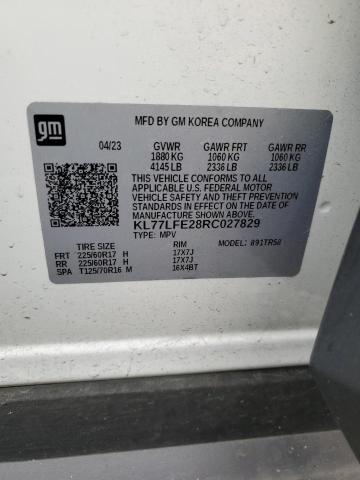 gm
MFD BY GM KOREA COMPANY
04/23 GVWR GAWR FRT GAWR RR
1880 KG 1060 KG 1060 KG
4145 LB 2336 LB 2336 LB
THIS VEHICLE CONFORMS TO ALL
APPLICABLE U.S. FEDERAL MOTOR
VEHICLE SAFETY AND THEFT PREVENTION
STANDARDS IN EFFECT ON THE DATE OF
MANUFACTURE SHOWN ABOVE.
KL77LFE28RC027829
TYPE: MPV MODEL: 891TR58
TIRE SIZE RIM
FRT 225/60R17 H 17X7J
RR 225/60R17 H 17X7J
SPA T125/70R16 M 16X4BT